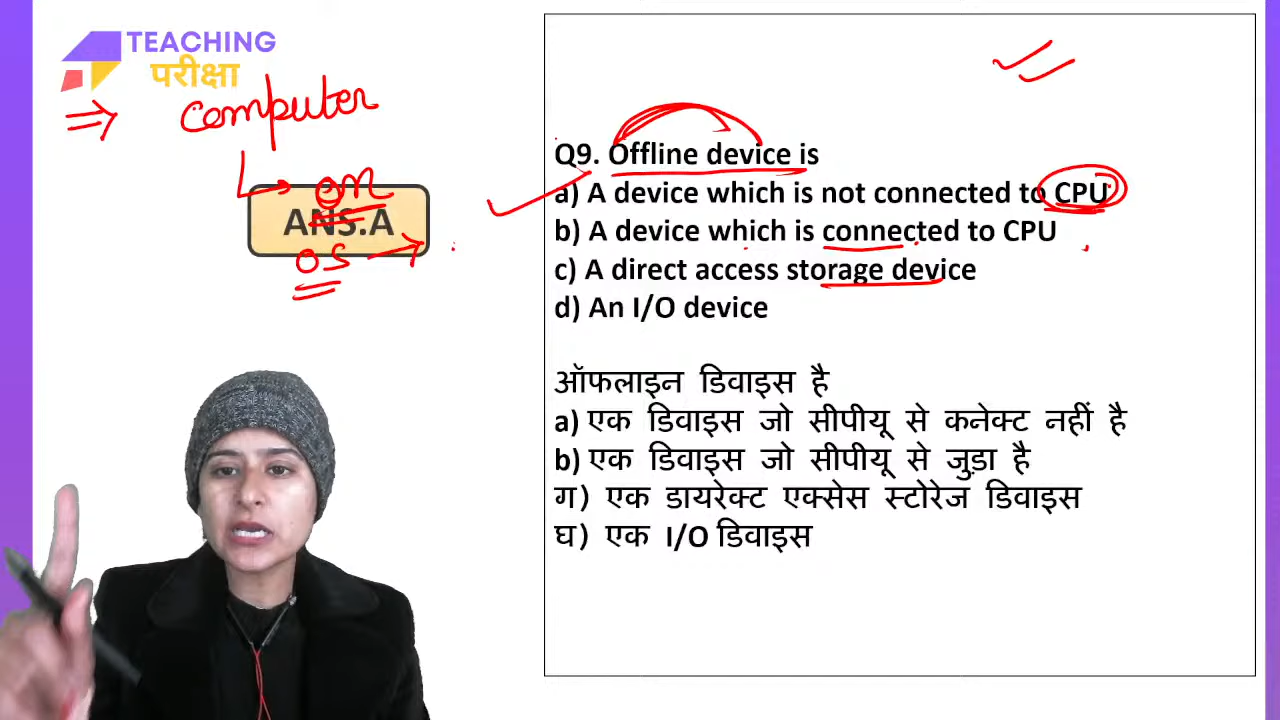 TEACHING
परीक्षा
⇒ computer
on
ANS.A
OS →
Q9. Offline device is
a) A device which is not connected to CPU
b) A device which is connected to CPU
c) A direct access storage device
d) An I/O device
ऑफलाइन डिवाइस है
a) एक डिवाइस जो सीपीयू से कनेक्ट नहीं है
b) एक डिवाइस जो सीपीयू से जुड़ा है
ग) एक डायरेक्ट एक्सेस स्टोरेज डिवाइस
घ) एक I/O डिवाइस